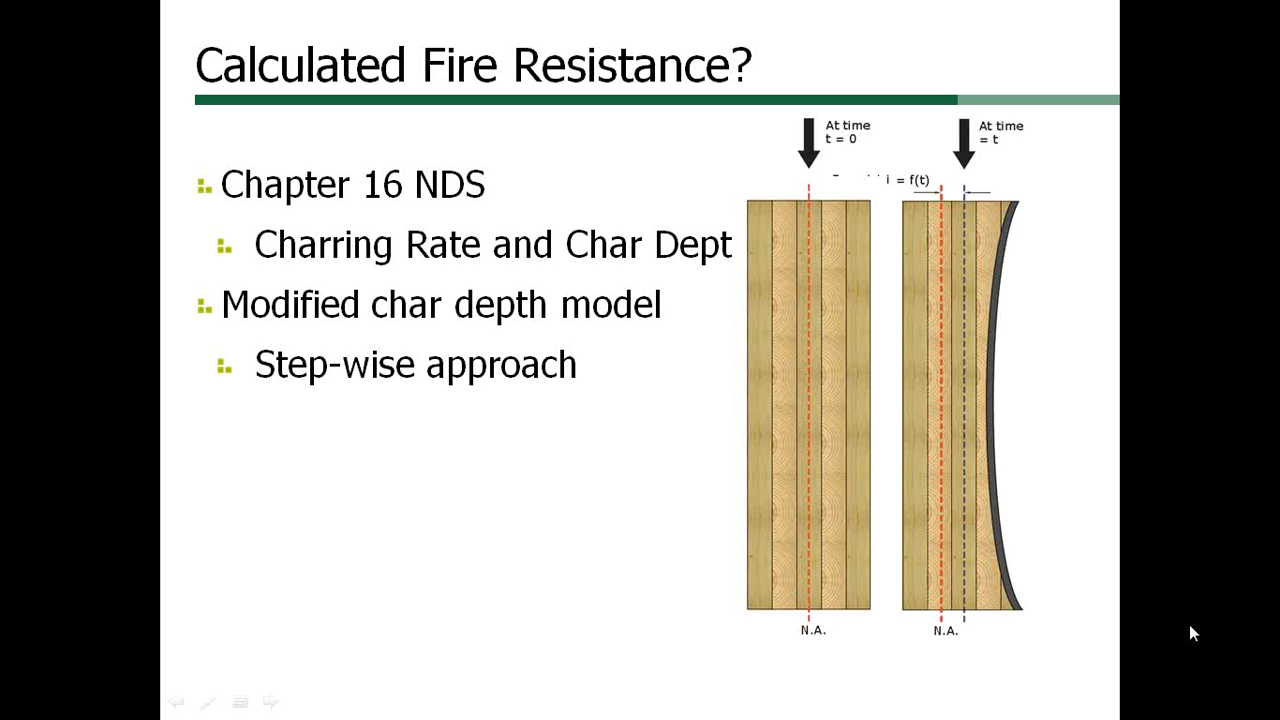 Calculated Fire Resistance?
Chapter 16 NDS
Charring Rate and Char Dept
Modified char depth model
Step-wise approach
At time
t = 0
At time
= t
i = f(t)
N.A.
N.A.